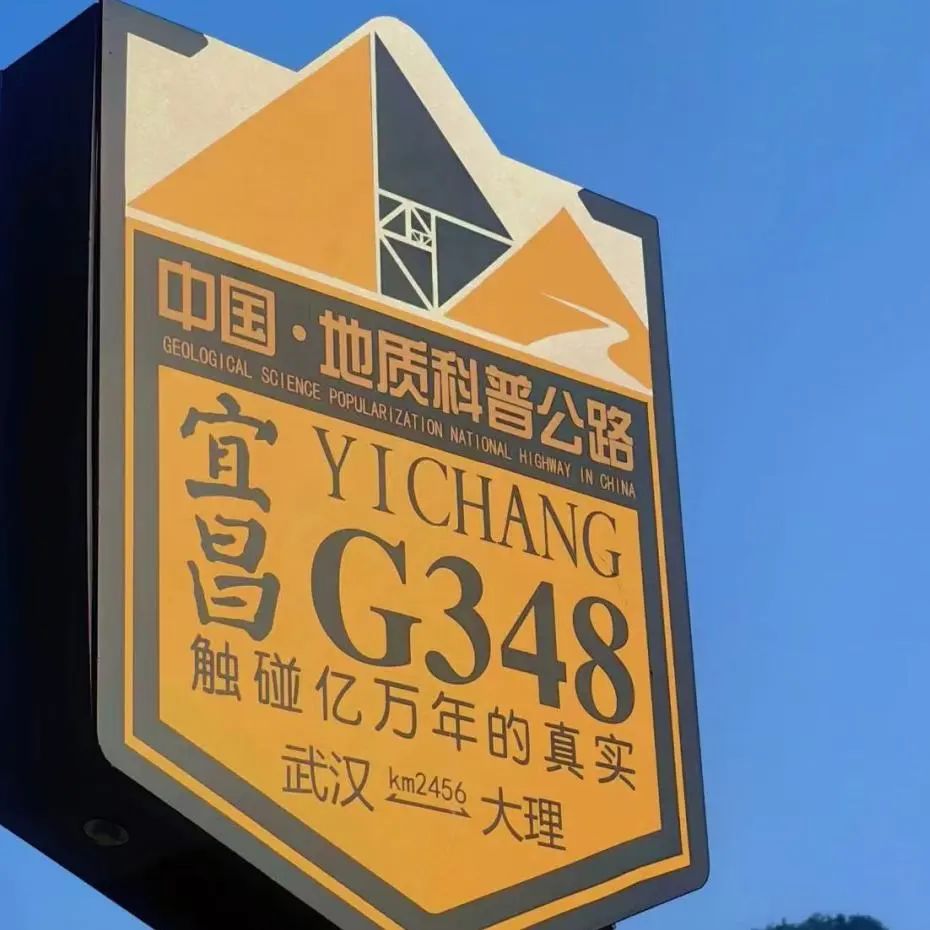 中国·地质科普公路
GEOLOGICAL SCIENCE POPULARIZATION NATIONAL HIGHWAY IN CHINA
宜昌
YICHANG
G348
触碰亿万年的真实
武汉 km2456 大理